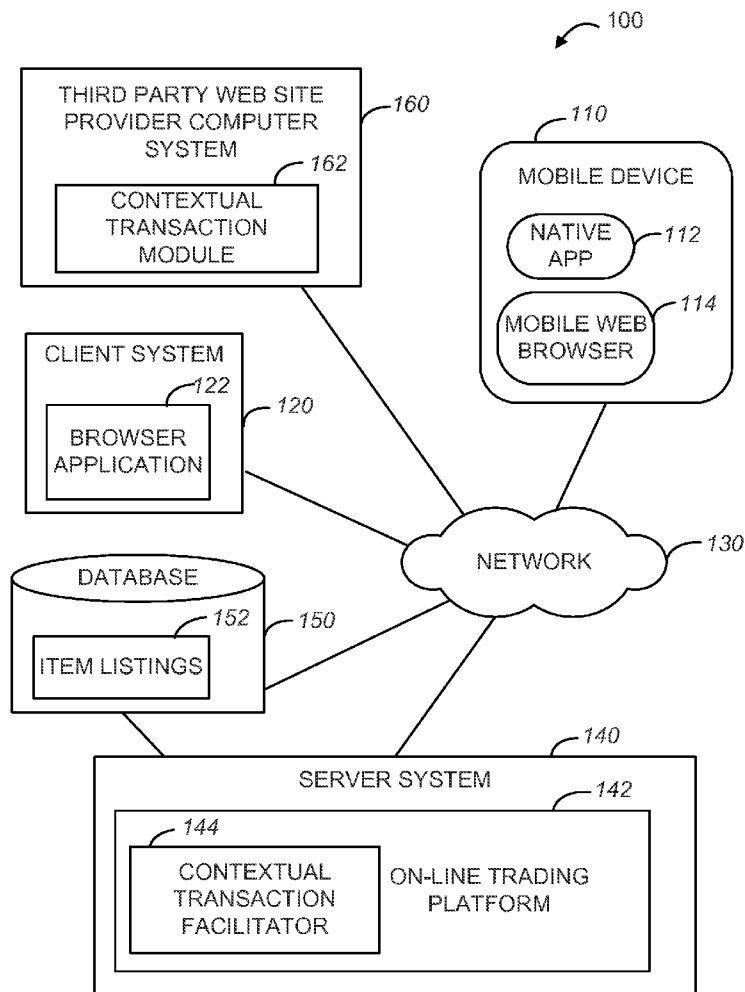 100
THIRD PARTY WEB SITE
PROVIDER COMPUTER
SYSTEM
160
162
CONTEXTUAL
TRANSACTION
MODULE
110
MOBILE DEVICE
NATIVE
APP
112
MOBILE WEB
BROWSER
114
CLIENT SYSTEM
122
120
BROWSER
APPLICATION
NETWORK
130
DATABASE
152
150
ITEM LISTINGS
140
SERVER SYSTEM
142
144
CONTEXTUAL
TRANSACTION
FACILITATOR
ON-LINE TRADING
PLATFORM